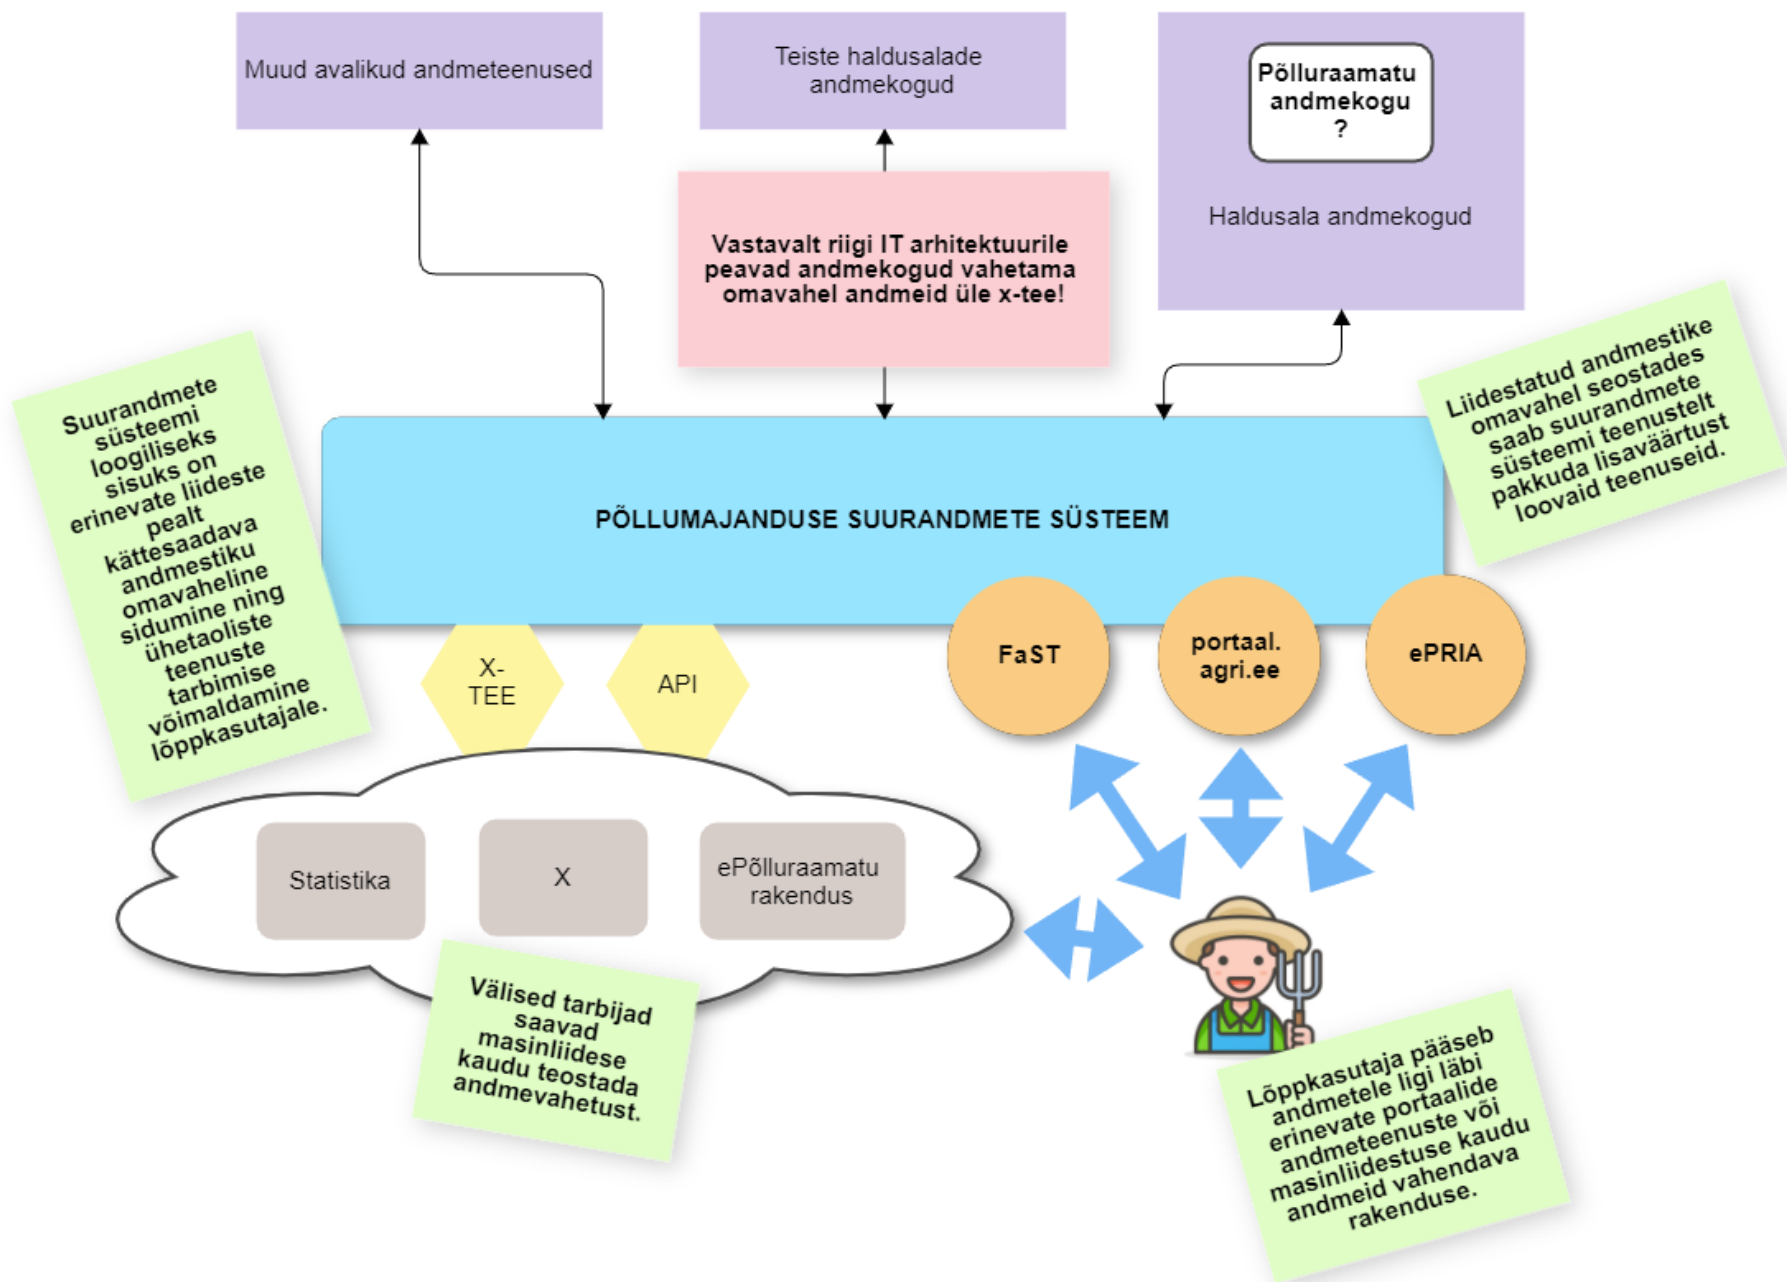 Muud avalikud andmeteenused
Teiste haldusalade
andmekogud
Põlluraamatu
andmekogu
?
Haldusala andmekogud
Vastavalt riigi IT arhitektuurile
peavad andmekogud vahetama
omavahel andmeid üle x-tee!
Suurandmete
süsteemi
loogiliseks
sisuks on
erinevate liideste
pealt
kättesaadava
andmestiku
omavaheline
sidumine ning
ühetaoliste
teenuste
tarbimise
võimaldamine
lõppkasutajale.
Liidestatud andmestike
omavahel seostades
saab suurandmete
süsteemi teenustelt
pakkuda lisaväärtust
loovaid teenuseid.
PÕLLUMAJANDUSE SUURANDMETE SÜSTEEM
X-
TEE
API
FaST
portaal.
agri.ee
ePRIA
Statistika
X
ePõlluraamatu
rakendus
Välised tarbijad
saavad
masinliidese
kaudu teostada
andmevahetust.
Lõppkasutaja pääseb
andmetele ligi läbi
erinevate portaalide
andmeteenuste või
masinliidestuse kaudu
andmeid vahendava
rakenduse.